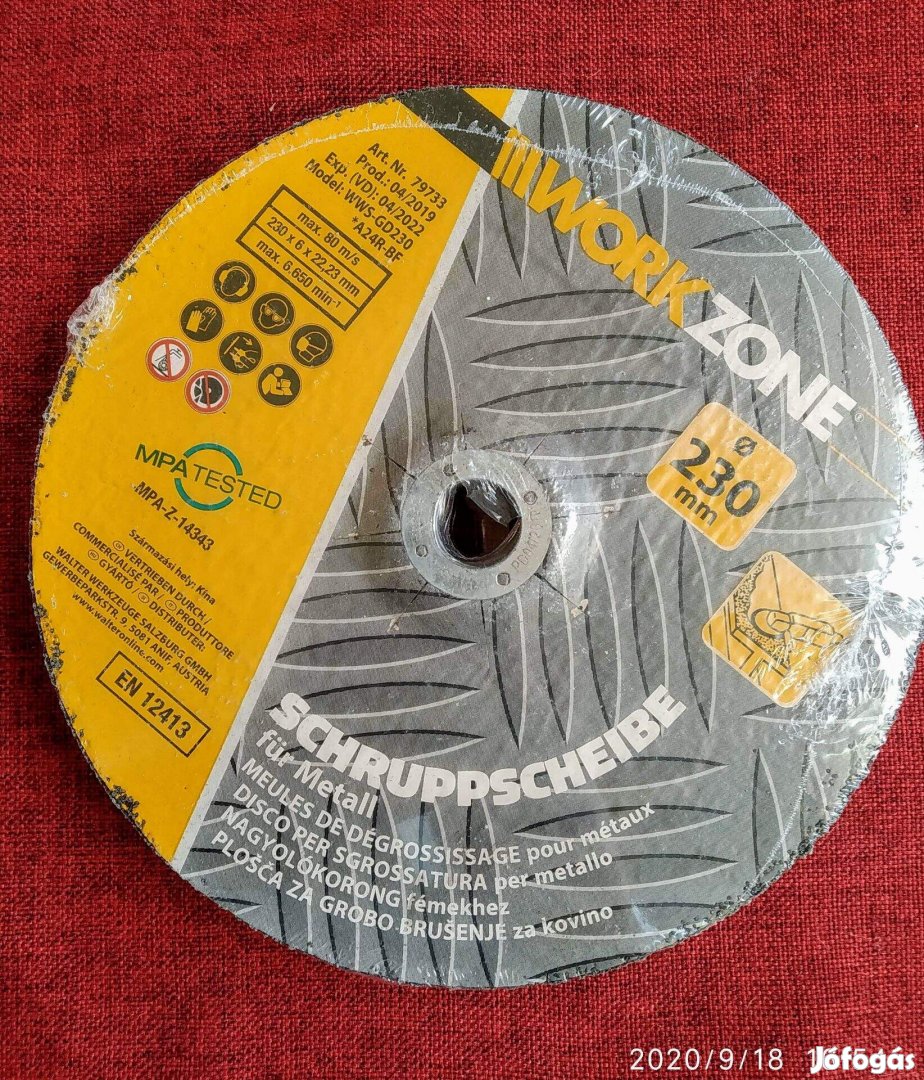 WORKZONE
Art. Nr. 79733
Prod.: 04/2019
Exp. (VD): 04/2022
Model: WWS-GD230
*A24R-BF
max. 80 m/s
230 x 6 x 22,23 mm
max. 6.650 min⁻¹
MPA TESTED
MPA-Z-14343
Származási hely: Kína
VERTRIEBEN DURCH/
COMMERCIALISÉ PAR/ PRODUTTORE
GYÁRTÓ/ DISTRIBUTER:
WALTER WERKZEUGE SALZBURG GMBH
GEWERBEPARKSTR. 9, 5081 ANIF, AUSTRIA
www.walteronline.com
EN 12413
Ø
230
mm
SCHRUPPSCHEIBE
für Metall
MEULES DE DÉGROSSISSAGE pour métaux
DISCO PER SGROSSATURA per metallo
NAGYOLÓKORONG fémekhez
PLOŠČA ZA GROBO BRUŠENJE za kovino
2020/9/18
Jófogás